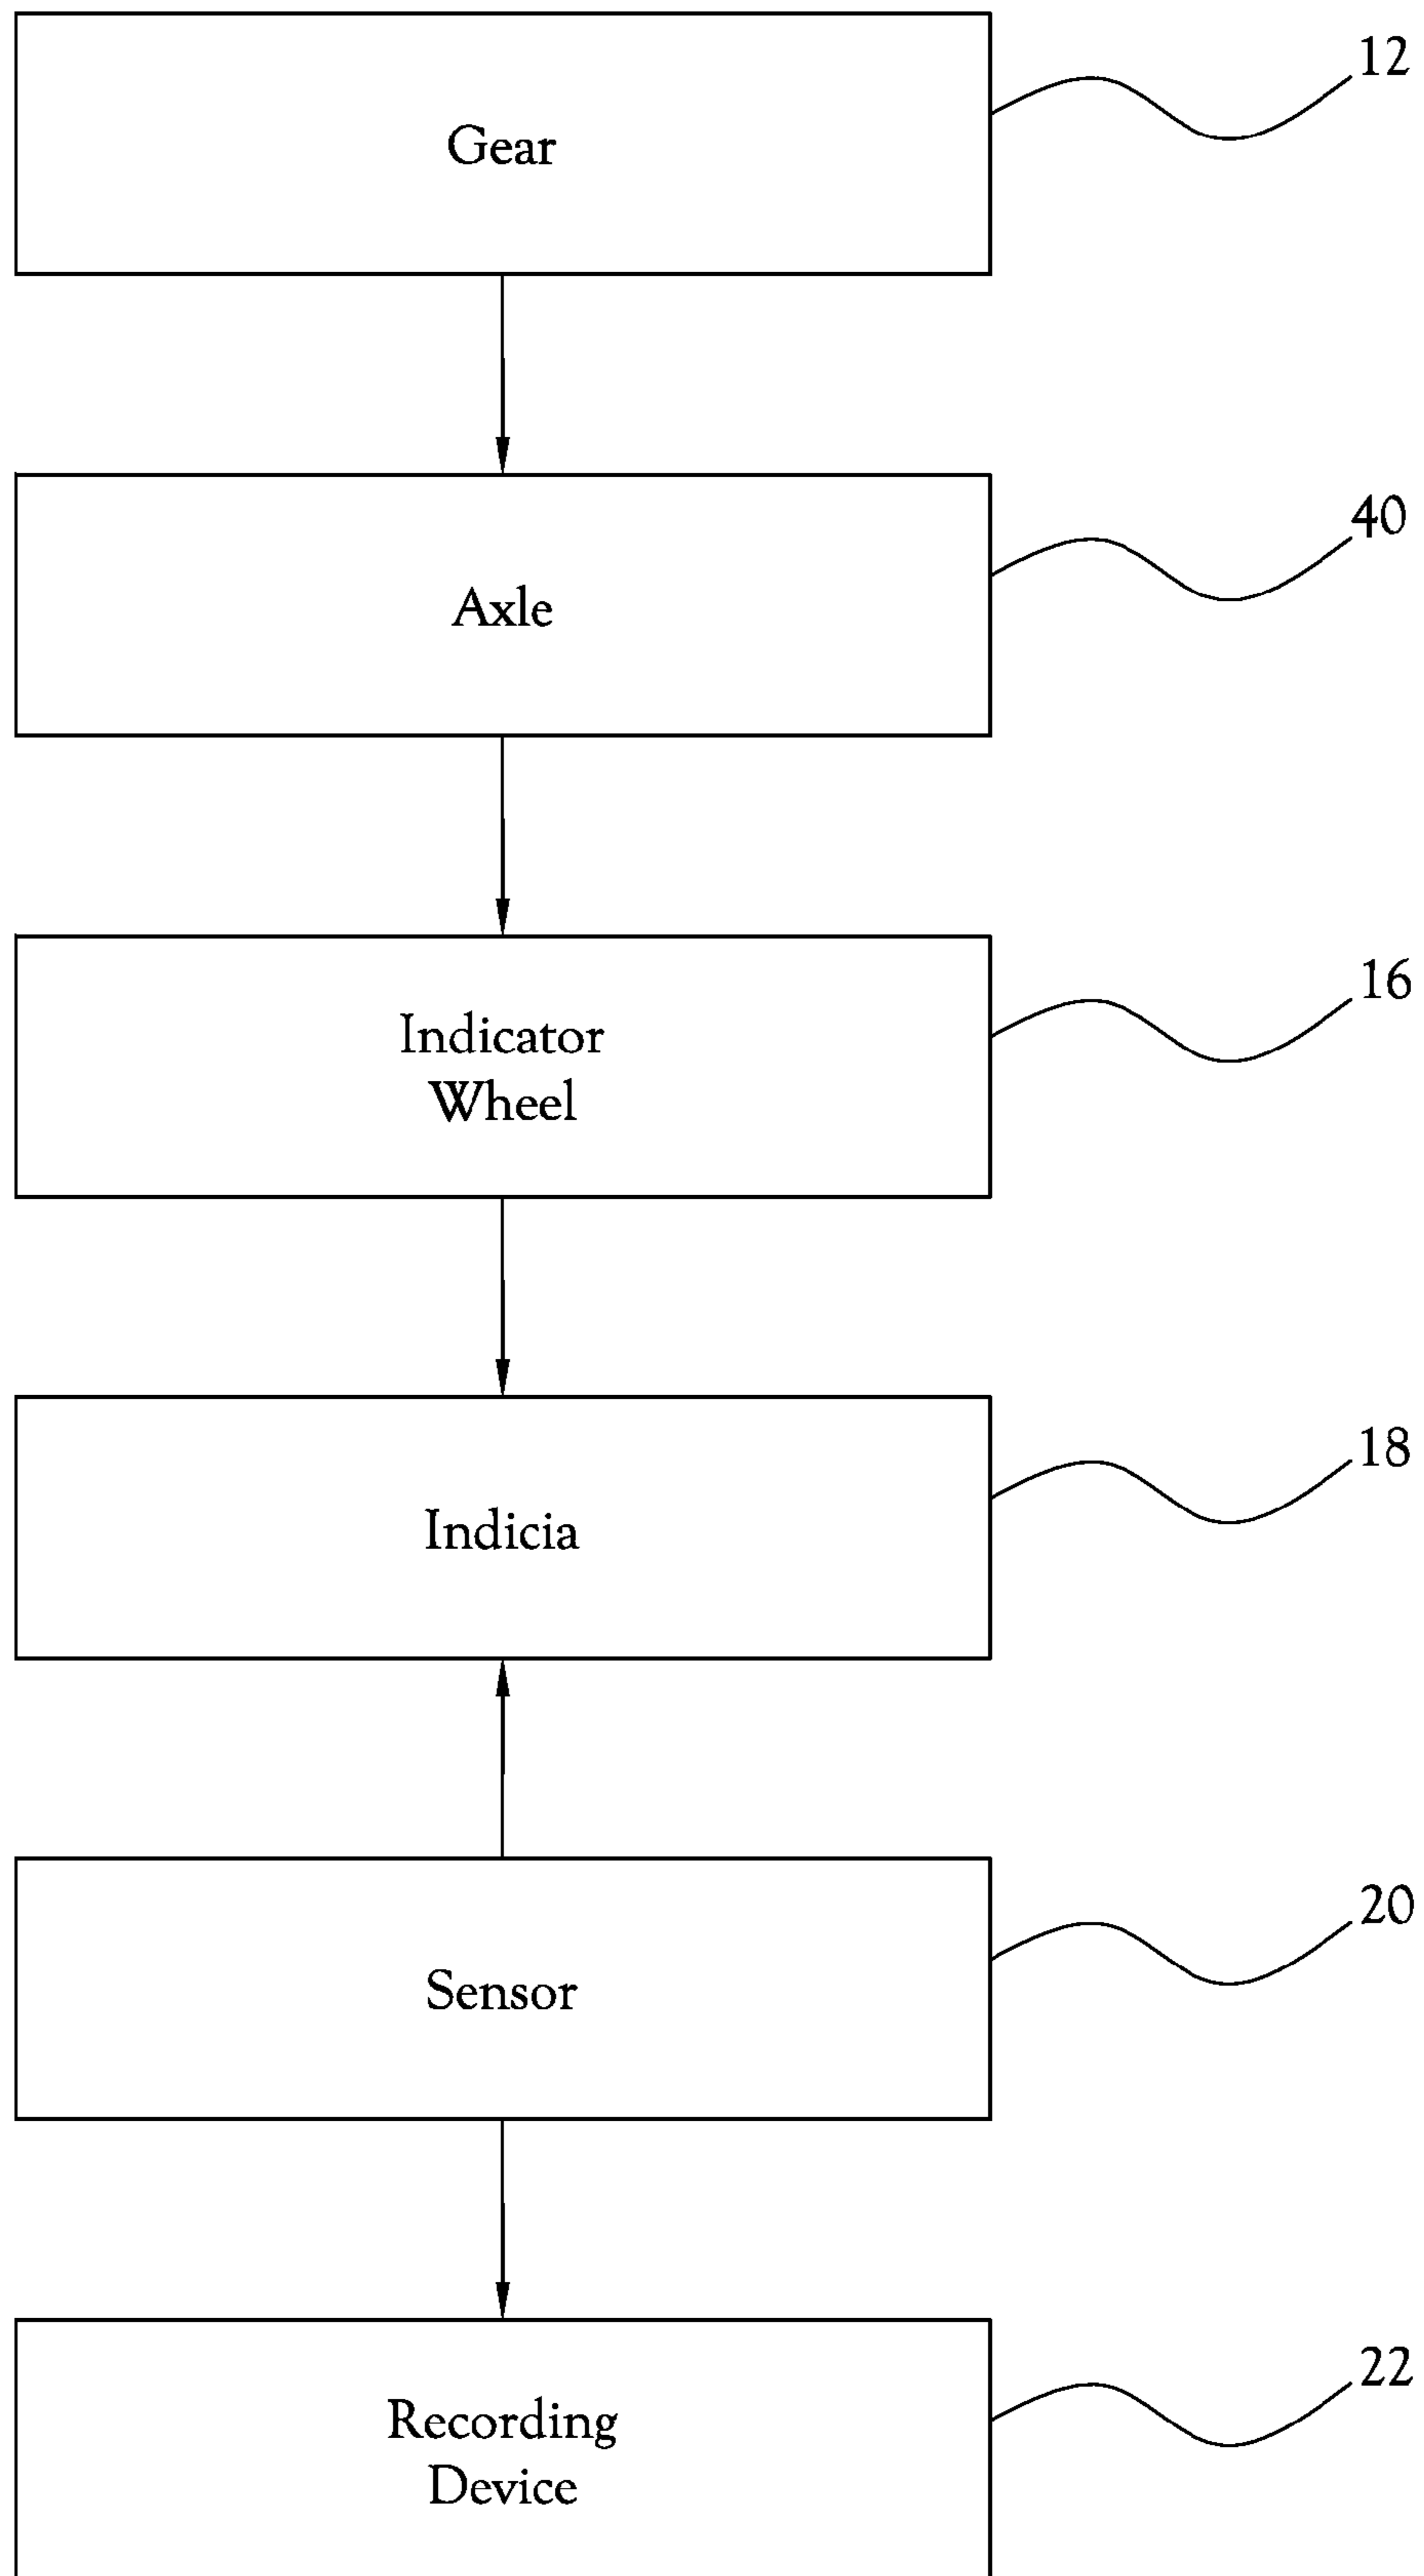 Gear
12
Axle
40
Indicator
Wheel
16
Indicia
18
Sensor
20
Recording
Device
22